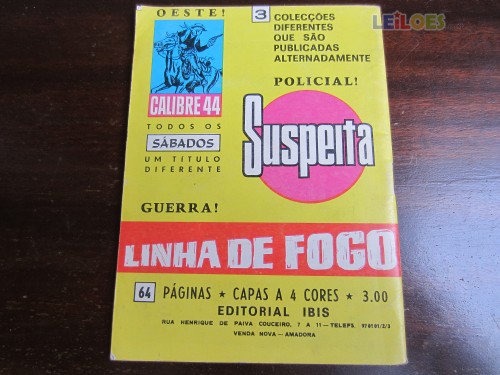 LEILOES
OESTE!
CALIBRE 44
TODOS OS
SÁBADOS
UM TÍTULO
DIFERENTE
3 COLECÇÕES
DIFERENTES
QUE SÃO
PUBLICADAS
ALTERNADAMENTE
POLICIAL!
Suspeita
GUERRA!
LINHA DE FOGO
64 PÁGINAS ★ CAPAS A 4 CORES ★ 3.00
EDITORIAL IBIS
RUA HENRIQUE DE PAIVA COUCEIRO, 7 A 11 — TELEFS.
VENDA NOVA — AMADORA